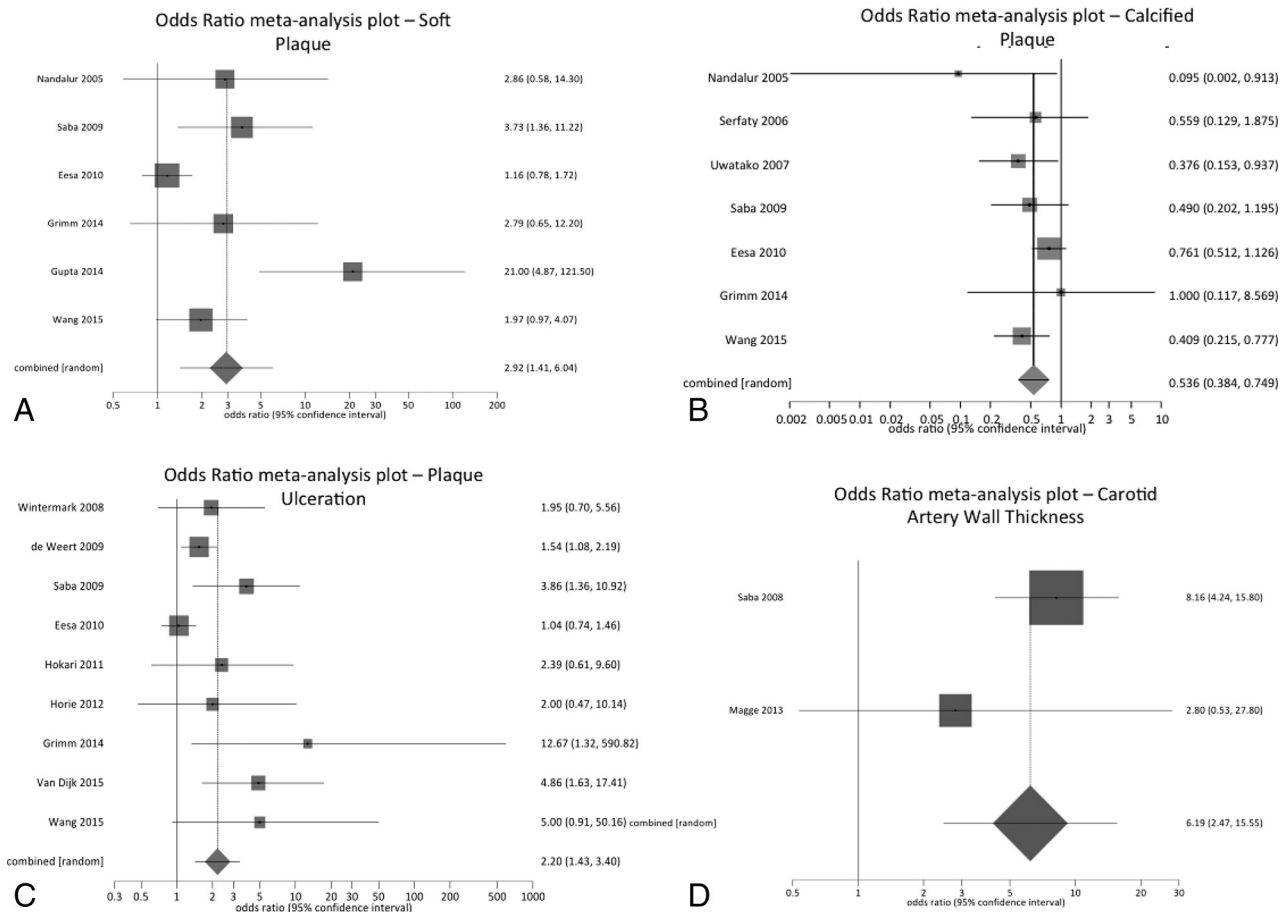 Odds Ratio meta-analysis plot – Soft
Plaque
Nandalur 2005 2.86 (0.58, 14.30)
Saba 2009 3.73 (1.36, 11.22)
Eesa 2010 1.16 (0.78, 1.72)
Grimm 2014 2.79 (0.65, 12.20)
Gupta 2014 21.00 (4.87, 121.50)
Wang 2015 1.97 (0.97, 4.07)
combined [random] 2.92 (1.41, 6.04)
0.5 1 2 3 5 10 20 30 50 100 200
odds ratio (95% confidence interval)
A
Odds Ratio meta-analysis plot – Calcified
Plaque
Nandalur 2005 0.095 (0.002, 0.913)
Serfaty 2006 0.559 (0.129, 1.875)
Uwatako 2007 0.376 (0.153, 0.937)
Saba 2009 0.490 (0.202, 1.195)
Eesa 2010 0.761 (0.512, 1.126)
Grimm 2014 1.000 (0.117, 8.569)
Wang 2015 0.409 (0.215, 0.777)
combined [random] 0.536 (0.384, 0.749)
0.002 0.005 0.01 0.02 0.05 0.1 0.2 0.5 1 2 3 5 10
odds ratio (95% confidence interval)
B
Odds Ratio meta-analysis plot – Plaque
Ulceration
Wintermark 2008 1.95 (0.70, 5.56)
de Weert 2009 1.54 (1.08, 2.19)
Saba 2009 3.86 (1.36, 10.92)
Eesa 2010 1.04 (0.74, 1.46)
Hokari 2011 2.39 (0.61, 9.60)
Horie 2012 2.00 (0.47, 10.14)
Grimm 2014 12.67 (1.32, 590.82)
Van Dijk 2015 4.86 (1.63, 17.41)
Wang 2015 5.00 (0.91, 50.16)
combined [random] 2.20 (1.43, 3.40)
0.3 0.5 1 2 3 5 10 30 50 100 500 1000
odds ratio (95% confidence interval)
C
Odds Ratio meta-analysis plot – Carotid
Artery Wall Thickness
Saba 2008 8.16 (4.24, 15.80)
Magge 2013 2.80 (0.53, 27.80)
combined [random] 6.19 (2.47, 15.55)
0.5 1 2 3 5 10 20 30
odds ratio (95% confidence interval)
D